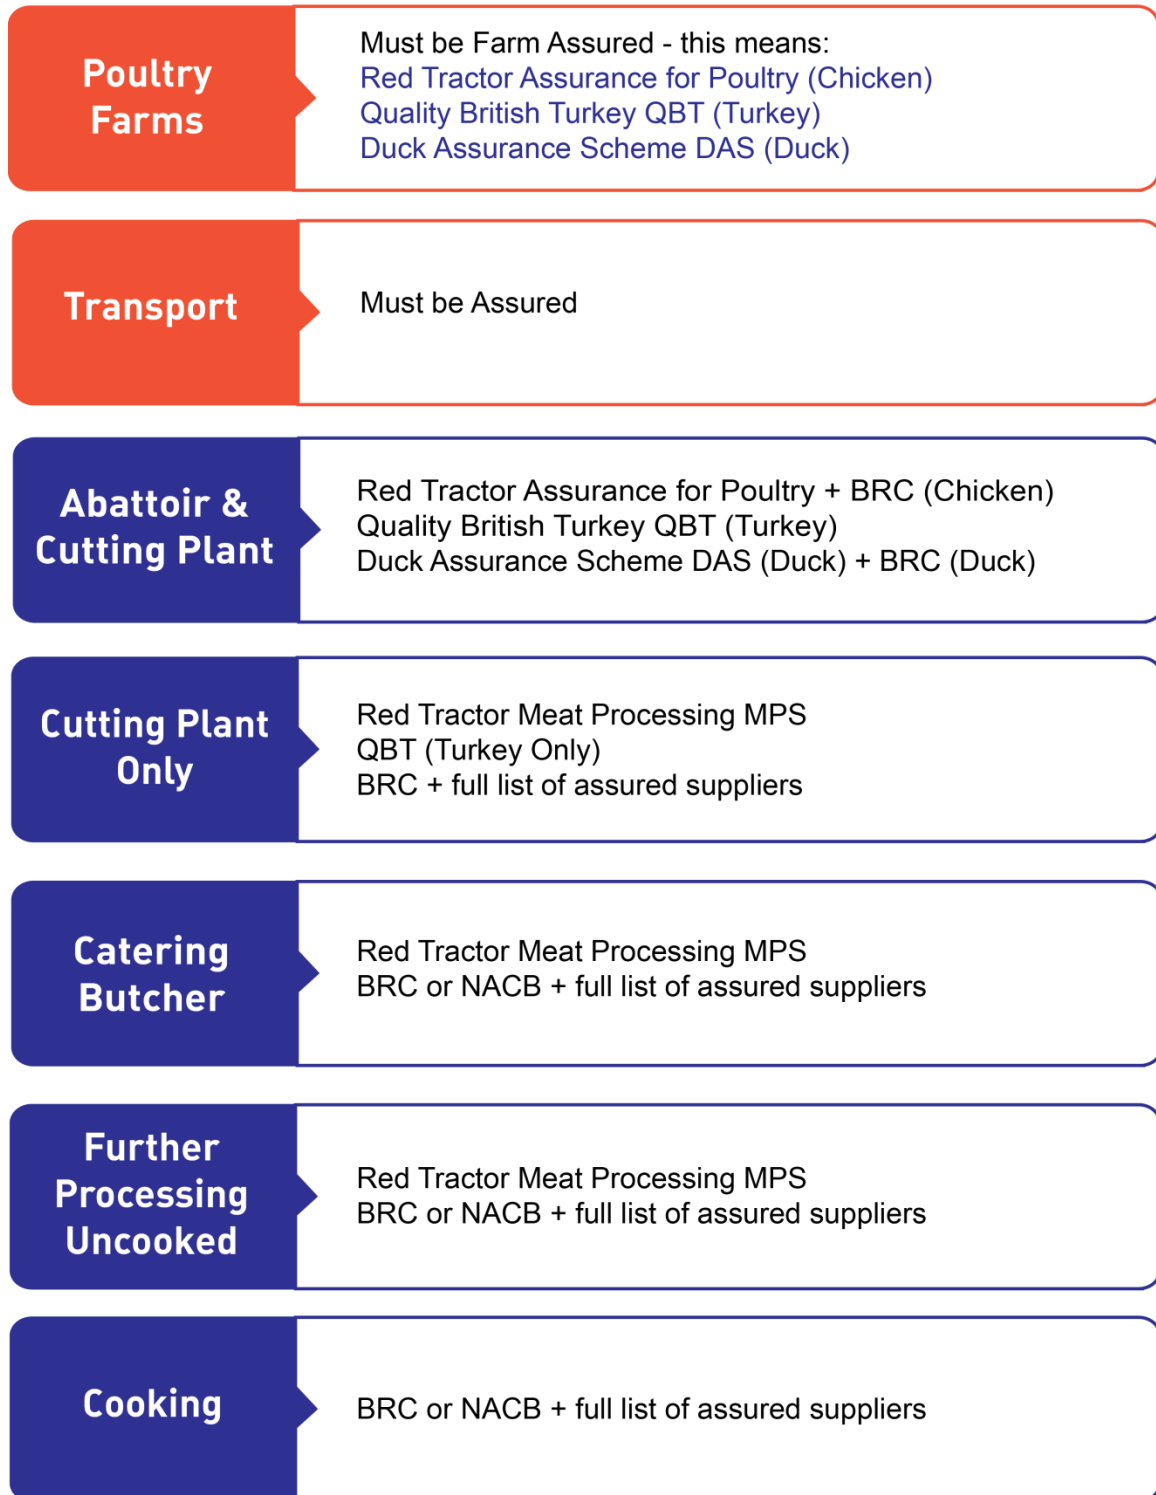 Poultry
Farms
Must be Farm Assured - this means:
Red Tractor Assurance for Poultry (Chicken)
Quality British Turkey QBT (Turkey)
Duck Assurance Scheme DAS (Duck)
Transport
Must be Assured
Abattoir &
Cutting Plant
Red Tractor Assurance for Poultry + BRC (Chicken)
Quality British Turkey QBT (Turkey)
Duck Assurance Scheme DAS (Duck) + BRC (Duck)
Cutting Plant
Only
Red Tractor Meat Processing MPS
QBT (Turkey Only)
BRC + full list of assured suppliers
Catering
Butcher
Red Tractor Meat Processing MPS
BRC or NACB + full list of assured suppliers
Further
Processing
Uncooked
Red Tractor Meat Processing MPS
BRC or NACB + full list of assured suppliers
Cooking
BRC or NACB + full list of assured suppliers